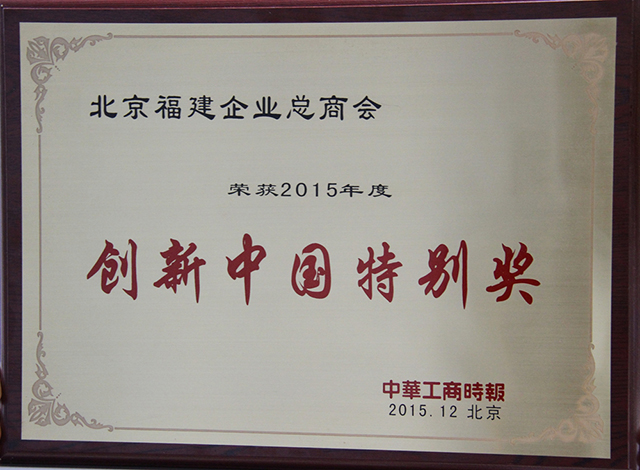 北京福建企业总商会
荣获2015年度
创新中国特别奖
中華工商時報
2015.12 北京